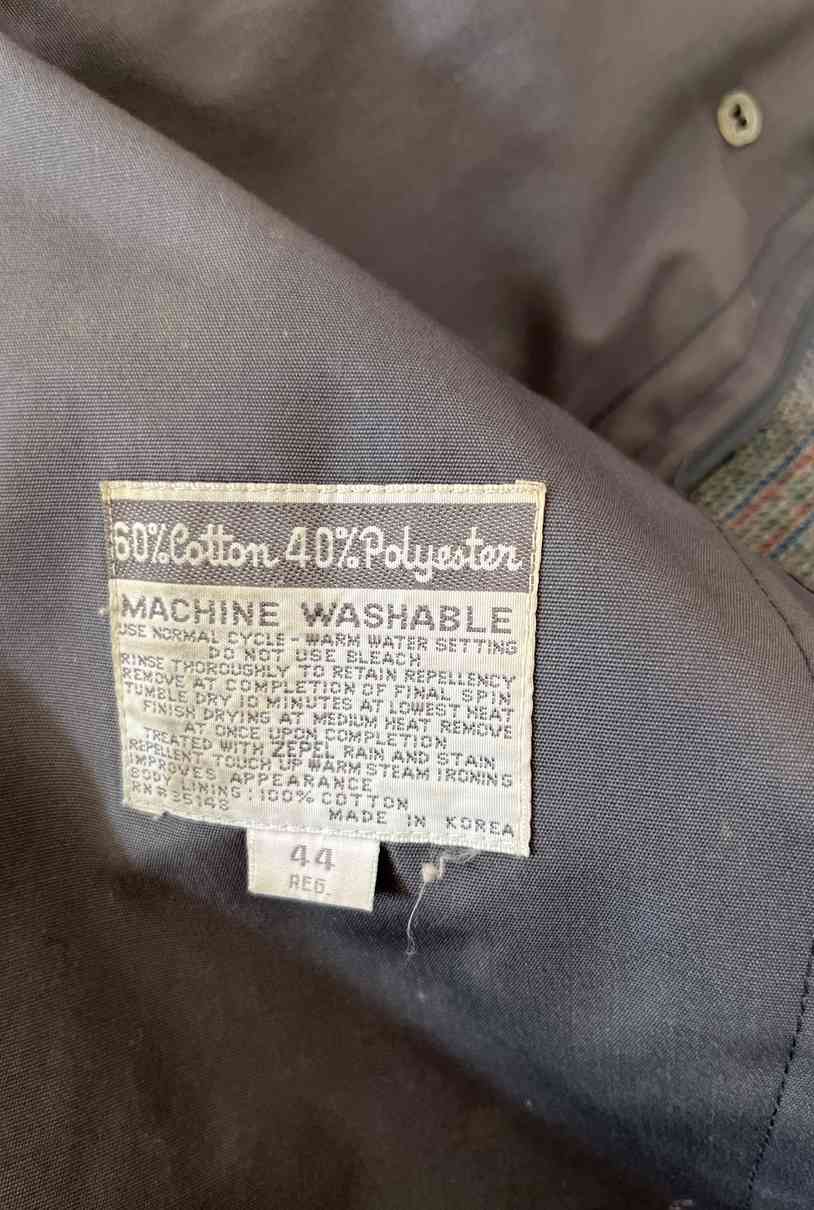 60% Cotton 40% Polyester
MACHINE WASHABLE
USE NORMAL CYCLE - WARM WATER SETTING
DO NOT USE BLEACH
RINSE THOROUGHLY TO RETAIN REPELLENCY
REMOVE AT COMPLETION OF FINAL SPIN
TUMBLE DRY 10 MINUTES AT LOWEST HEAT
FINISH DRYING AT MEDIUM HEAT REMOVE
AT ONCE UPON COMPLETION
TREATED WITH ZEPEL RAIN AND STAIN
REPELLENT. TOUCH UP WARM STEAM IRONING
IMPROVES APPEARANCE
BODY LINING: 100% COTTON
RN# 35148
MADE IN KOREA
44
REG.